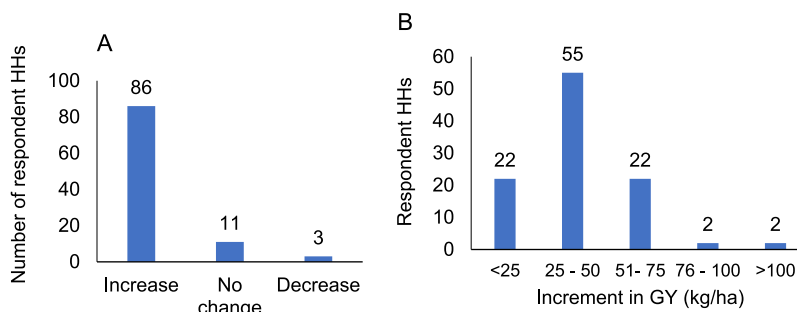 A
Number of respondent HHs
100
80
60
40
20
0
86
11
3
Increase
No change
Decrease
B
Respondent HHs
60
50
40
30
20
10
0
22
55
22
2
2
<25
25 - 50
51- 75
76 - 100
>100
Increment in GY (kg/ha)